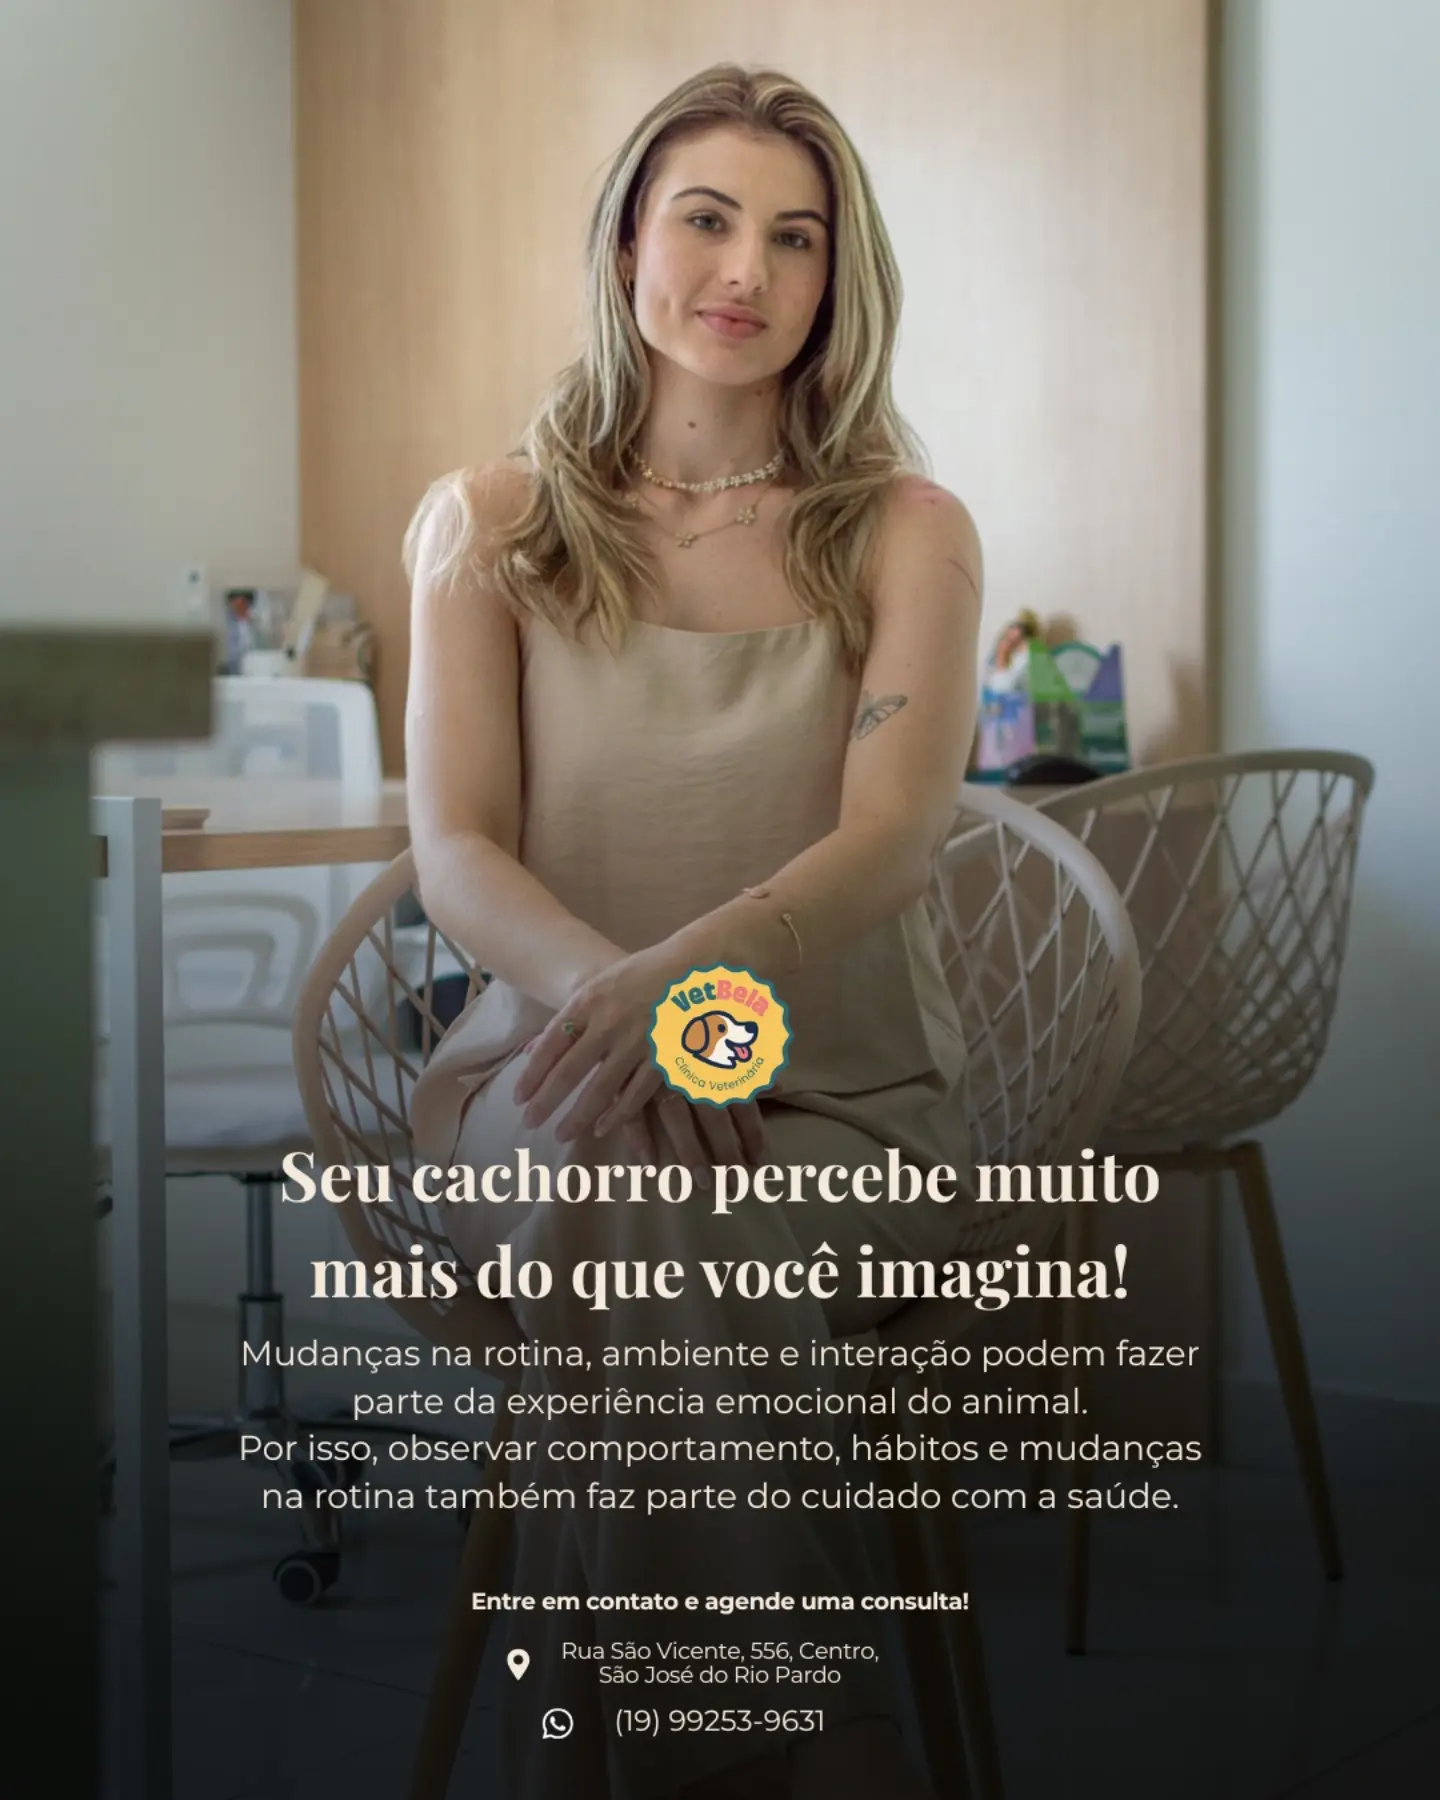 VetBela
Clínica Veterinária
Seu cachorro percebe muito
mais do que você imagina!
Mudanças na rotina, ambiente e interação podem fazer
parte da experiência emocional do animal.
Por isso, observar comportamento, hábitos e mudanças
na rotina também faz parte do cuidado com a saúde.
Entre em contato e agende uma consulta!
Rua São Vicente, 556, Centro,
São José do Rio Pardo
(19) 99253-9631